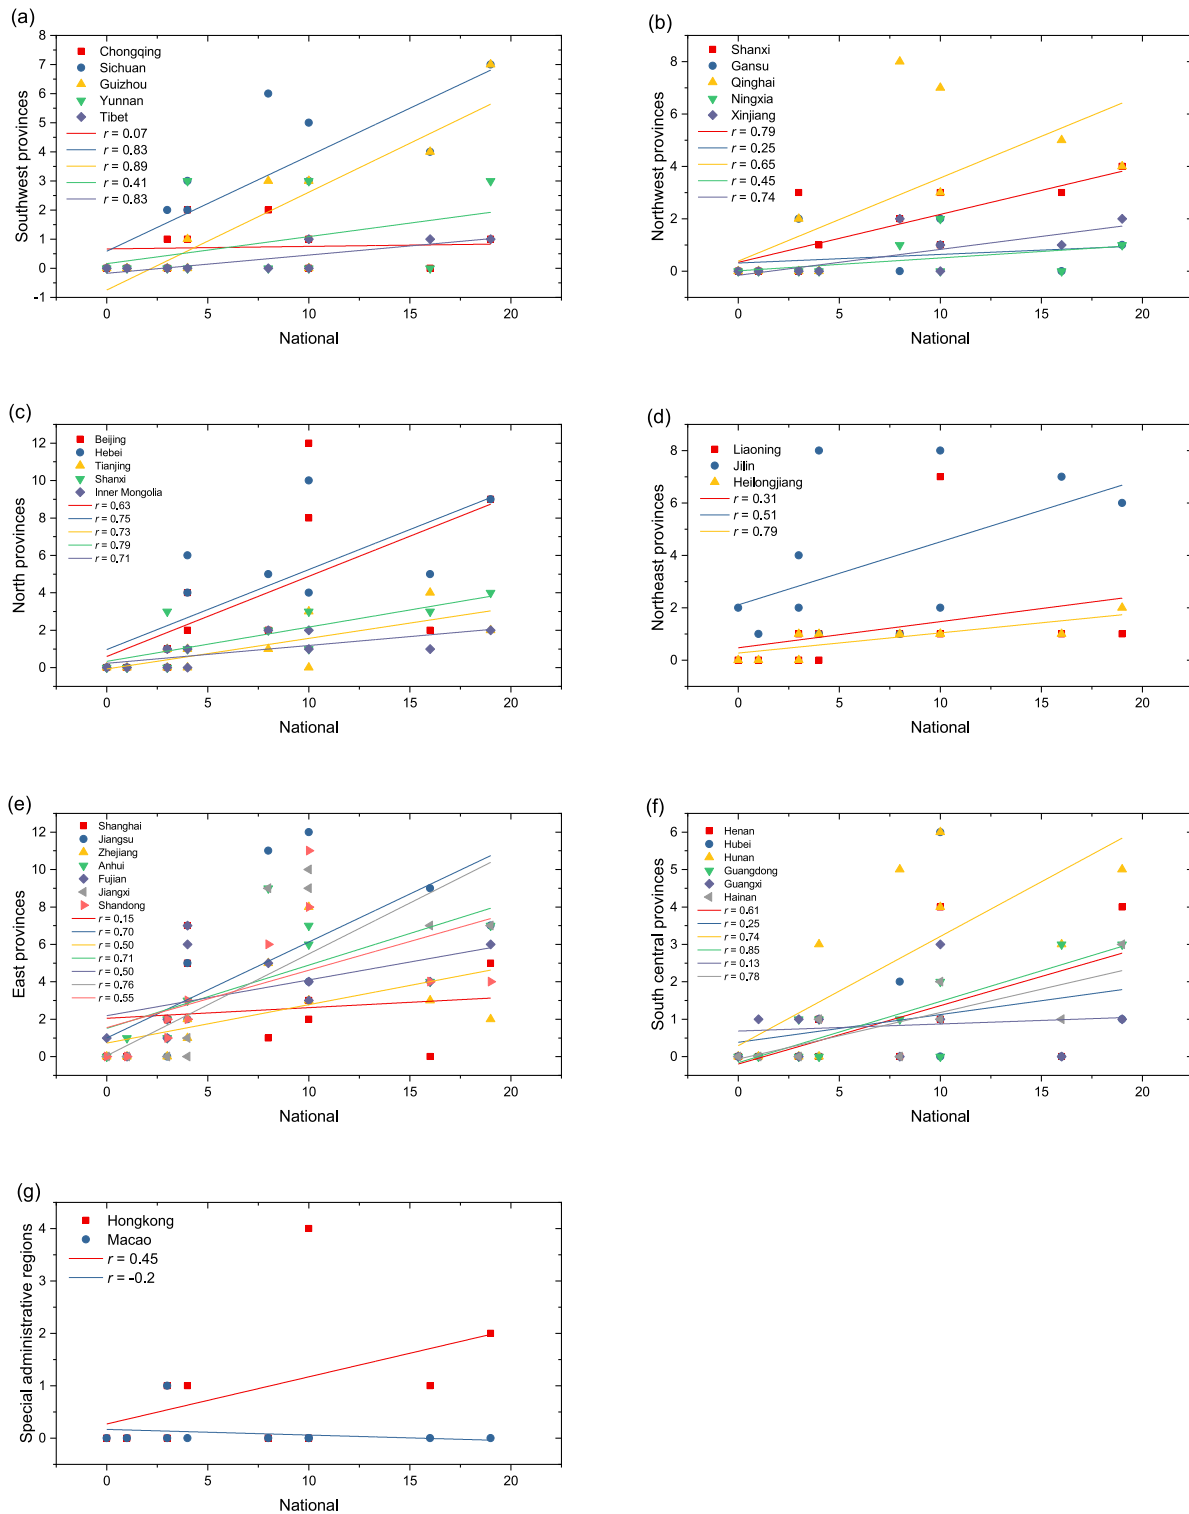 (a)
8
7
6
5
4
3
2
1
0
-1
Southwest provinces
Chongqing
Sichuan
Guizhou
Yunnan
Tibet
r = 0.07
r = 0.83
r = 0.89
r = 0.41
r = 0.83
0 5 10 15 20
National
(b)
8
6
4
2
0
Northwest provinces
Shanxi
Gansu
Qinghai
Ningxia
Xinjiang
r = 0.79
r = 0.25
r = 0.65
r = 0.45
r = 0.74
0 5 10 15 20
National
(c)
12
10
8
6
4
2
0
North provinces
Beijing
Hebei
Tianjing
Shanxi
Inner Mongolia
r = 0.63
r = 0.75
r = 0.73
r = 0.79
r = 0.71
0 5 10 15 20
National
(d)
8
6
4
2
0
Northeast provinces
Liaoning
Jilin
Heilongjiang
r = 0.31
r = 0.51
r = 0.79
0 5 10 15 20
National
(e)
12
10
8
6
4
2
0
East provinces
Shanghai
Jiangsu
Zhejiang
Anhui
Fujian
Jiangxi
Shandong
r = 0.15
r = 0.70
r = 0.50
r = 0.71
r = 0.50
r = 0.76
r = 0.55
0 5 10 15 20
National
(f)
6
5
4
3
2
1
0
South central provinces
Henan
Hubei
Hunan
Guangdong
Guangxi
Hainan
r = 0.61
r = 0.25
r = 0.74
r = 0.85
r = 0.13
r = 0.78
0 5 10 15 20
National
(g)
4
3
2
1
0
Special administrative regions
Hongkong
Macao
r = 0.45
r = -0.2
0 5 10 15 20
National